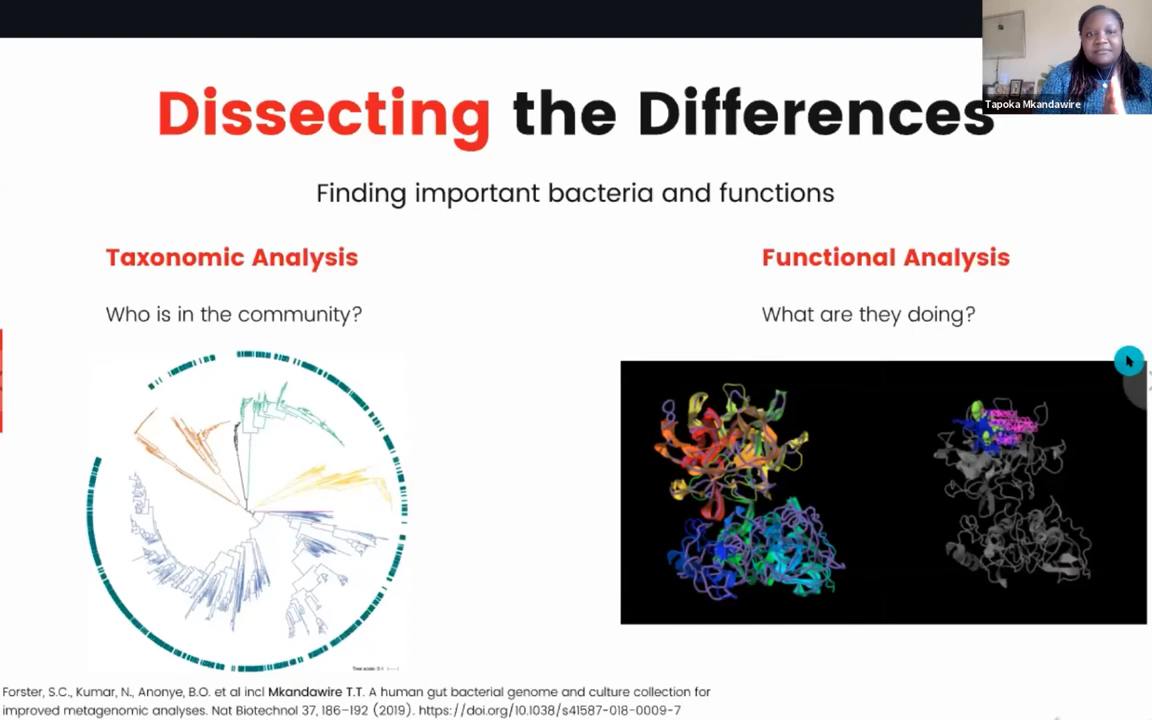 Dissecting the Differences
Tapoka Mkandawire
Finding important bacteria and functions
Taxonomic Analysis
Who is in the community?
Functional Analysis
What are they doing?
Forster, S.C., Kumar, N., Anonye, B.O. et al incl Mkandawire T.T. A human gut bacterial genome and culture collection for
improved metagenomic analyses. Nat Biotechnol 37, 186–192 (2019). https://doi.org/10.1038/s41587-018-0009-7